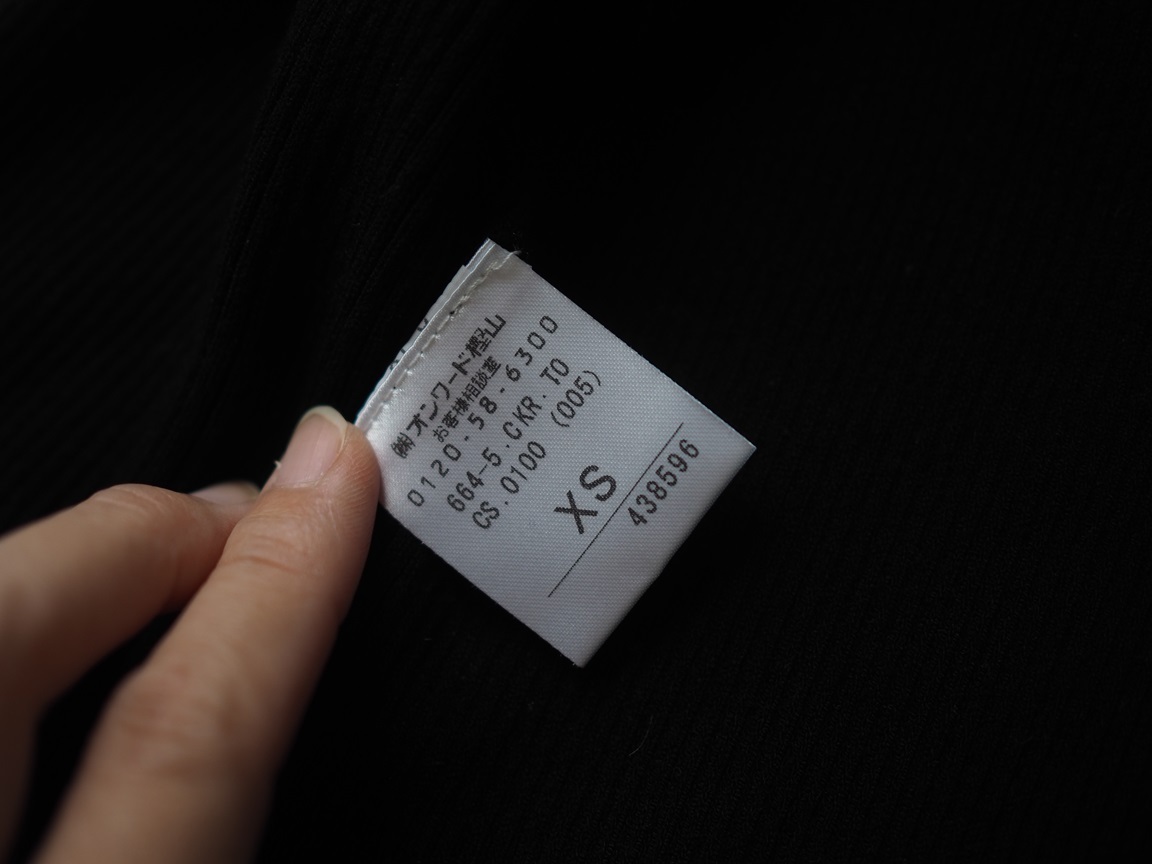 ㈱オンワード樫山
お客様相談室
0120-58-6300
664-5.CKR.TO
CS.0100 (005)
XS
438596